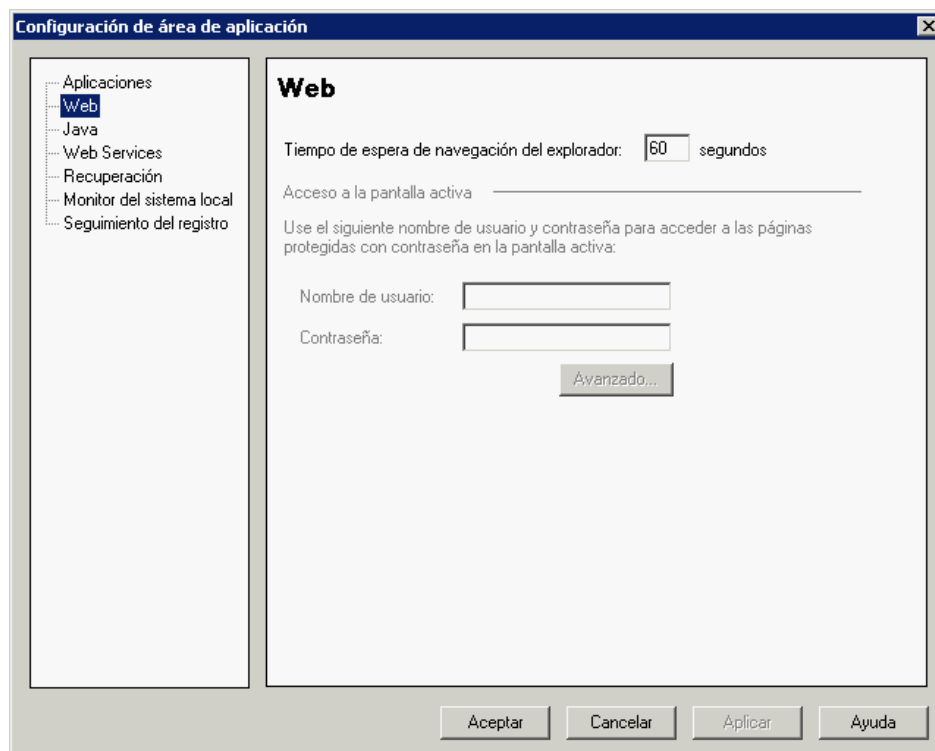 Configuración de área de aplicación
Aplicaciones
Web
Java
Web Services
Recuperación
Monitor del sistema local
Seguimiento del registro
Web
Tiempo de espera de navegación del explorador: 60 segundos
Acceso a la pantalla activa
Use el siguiente nombre de usuario y contraseña para acceder a las páginas
protegidas con contraseña en la pantalla activa:
Nombre de usuario:
Contraseña:
Avanzado...
Aceptar Cancelar Aplicar Ayuda